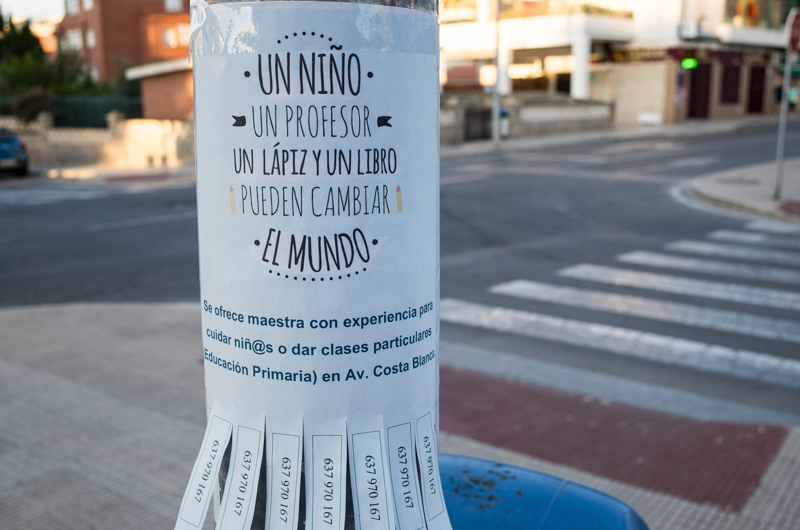 UN NIÑO
UN PROFESOR
UN LÁPIZ Y UN LIBRO
PUEDEN CAMBIAR
EL MUNDO
Se ofrece maestra con experiencia para
cuidar niñ@s o dar clases particulares
Educación Primaria) en Av. Costa Blanca
637 970 167
637 970 167
637 970 167
637 970 167
637 970 167
637 970 167
637 970 167